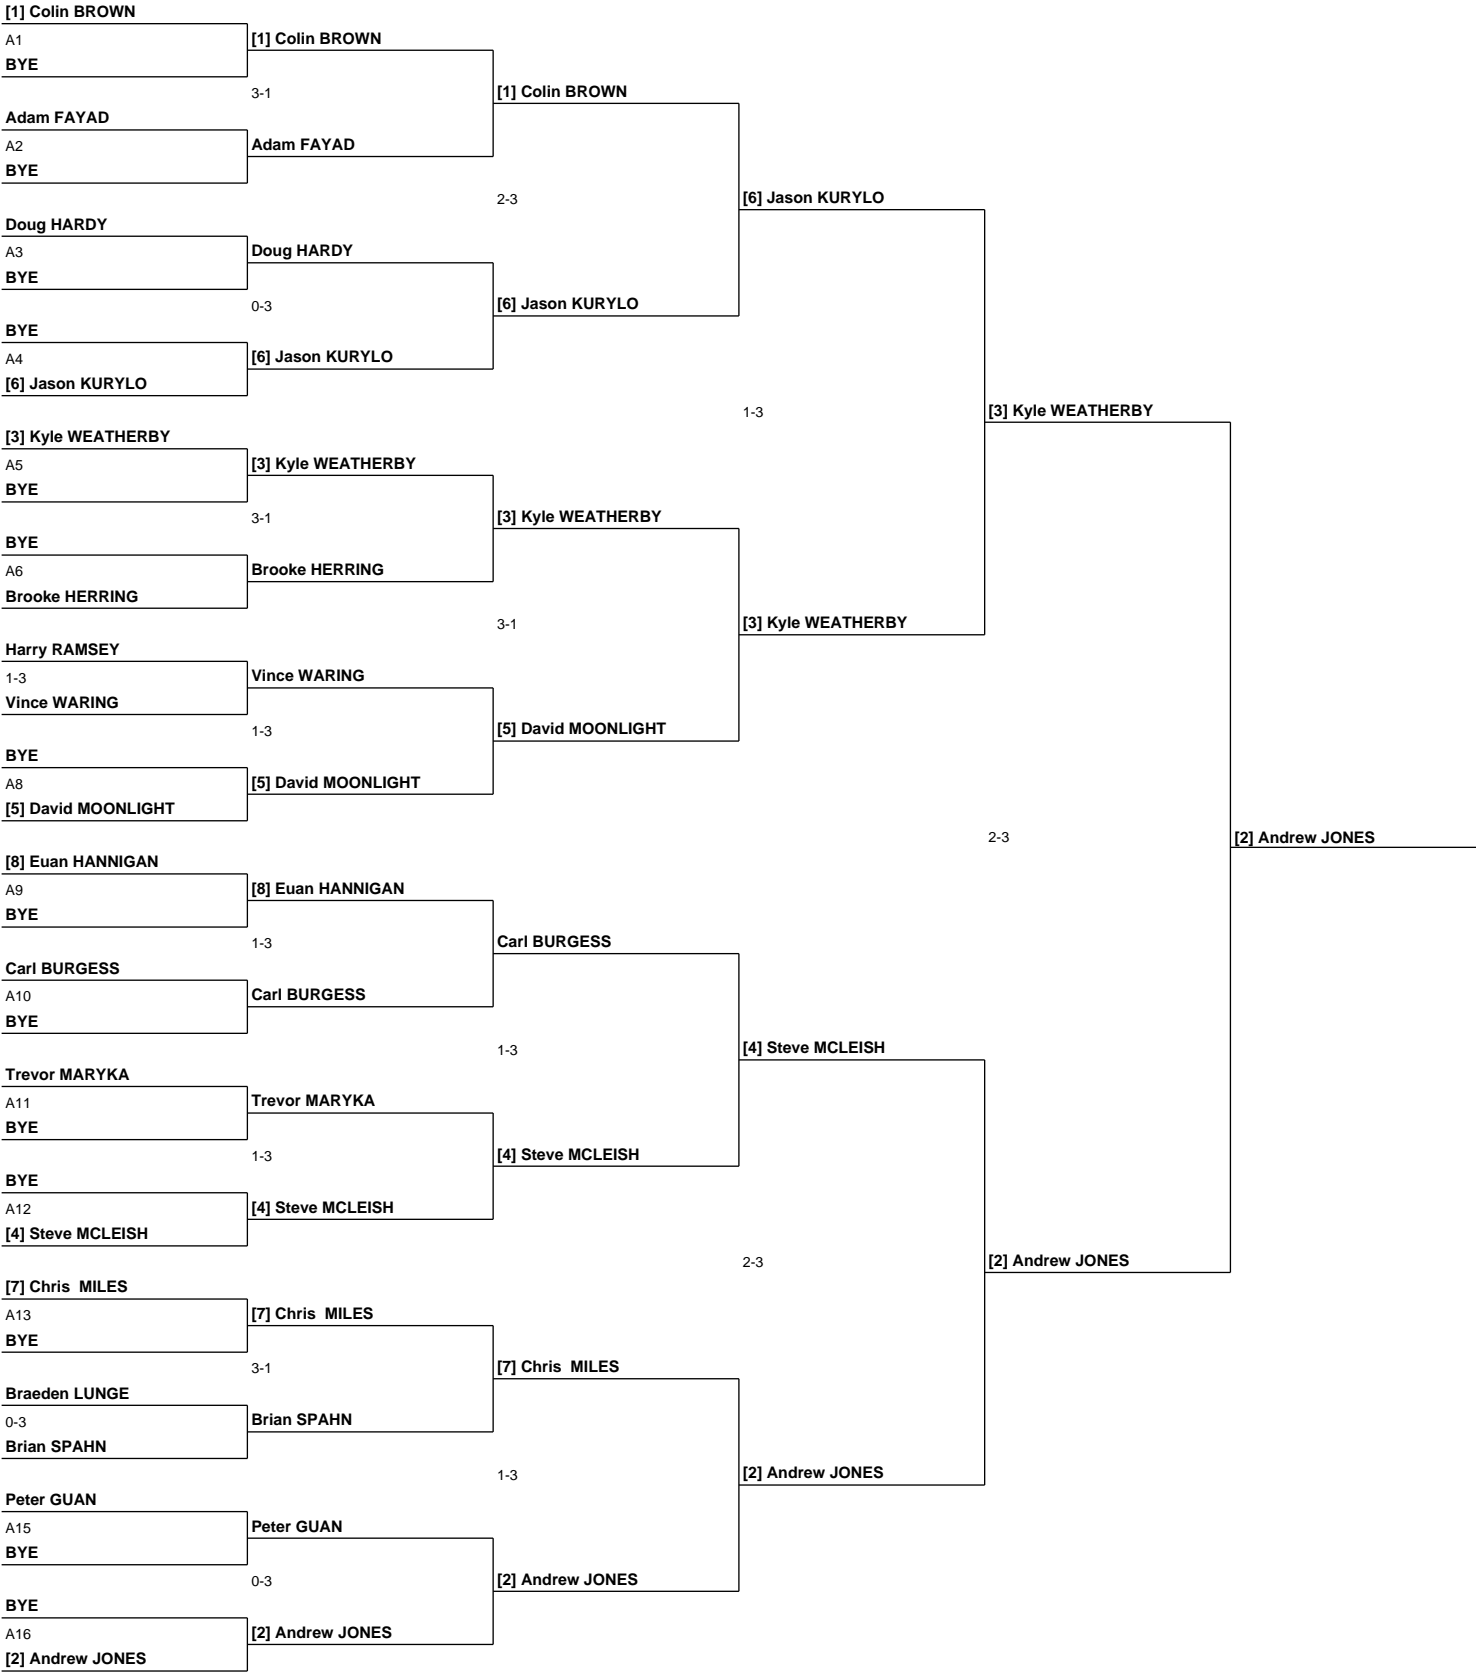 [1] Colin BROWN
A1
[1] Colin BROWN
BYE
3-1
[1] Colin BROWN
Adam FAYAD
A2
Adam FAYAD
BYE
2-3
[6] Jason KURYLO
Doug HARDY
A3
Doug HARDY
BYE
0-3
[6] Jason KURYLO
BYE
A4
[6] Jason KURYLO
[6] Jason KURYLO
1-3
[3] Kyle WEATHERBY
[3] Kyle WEATHERBY
A5
[3] Kyle WEATHERBY
BYE
3-1
[3] Kyle WEATHERBY
BYE
A6
Brooke HERRING
Brooke HERRING
3-1
[3] Kyle WEATHERBY
Harry RAMSEY
1-3
Vince WARING
Vince WARING
1-3
[5] David MOONLIGHT
BYE
A8
[5] David MOONLIGHT
[5] David MOONLIGHT
2-3
[2] Andrew JONES
[8] Euan HANNIGAN
A9
[8] Euan HANNIGAN
BYE
1-3
Carl BURGESS
Carl BURGESS
A10
Carl BURGESS
BYE
1-3
[4] Steve MCLEISH
Trevor MARYKA
A11
Trevor MARYKA
BYE
1-3
[4] Steve MCLEISH
BYE
A12
[4] Steve MCLEISH
[4] Steve MCLEISH
2-3
[2] Andrew JONES
[7] Chris  MILES
A13
[7] Chris  MILES
BYE
3-1
[7] Chris  MILES
Braeden LUNGE
0-3
Brian SPAHN
Brian SPAHN
1-3
[2] Andrew JONES
Peter GUAN
A15
Peter GUAN
BYE
0-3
[2] Andrew JONES
BYE
A16
[2] Andrew JONES
[2] Andrew JONES